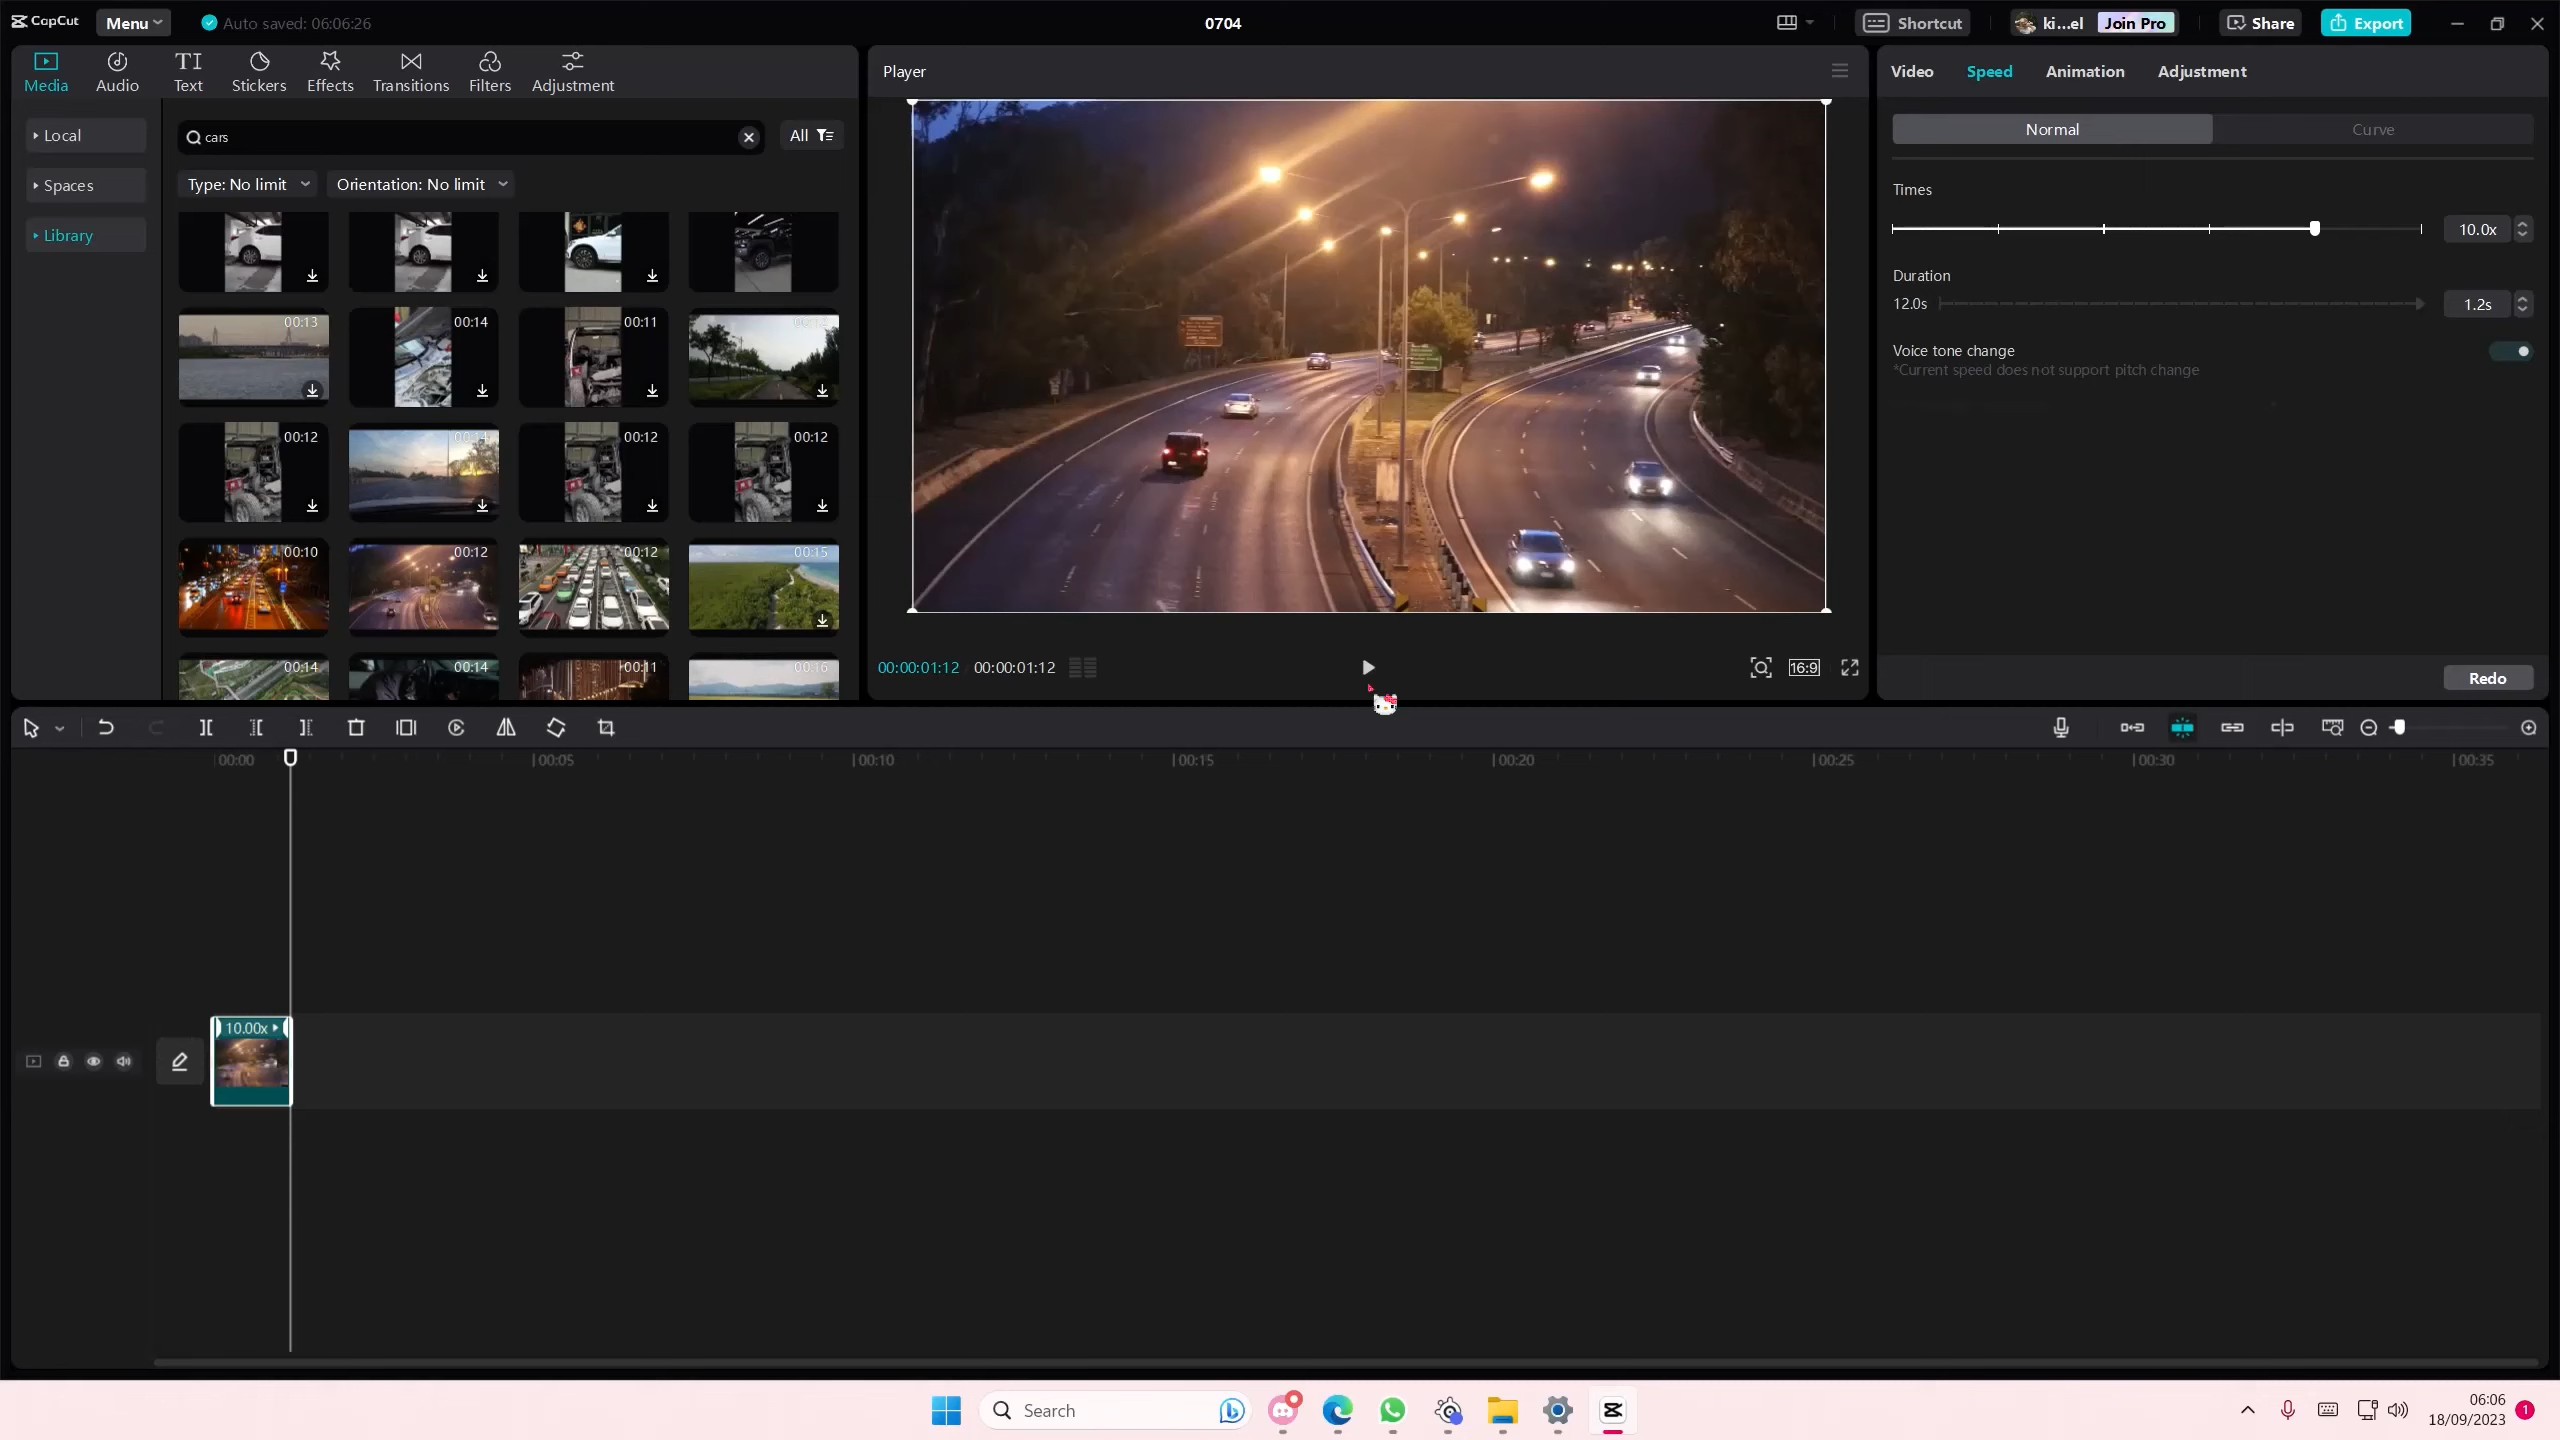 CapCut
Menu
Auto saved: 06:06:26
0704
Shortcut
ki...el
Join Pro
Share
Export
Media
Audio
TI
Text
Stickers
Effects
Transitions
Filters
Adjustment
Local
Spaces
Library
cars
All
Type: No limit
Orientation: No limit
00:13
00:14
00:11
00:12
00:14
00:12
00:12
00:10
00:12
00:12
00:15
00:14
00:14
00:11
00:16
Player
00:00:01:12
00:00:01:12
16:9
Video
Speed
Animation
Adjustment
Normal
Curve
Times
10.0x
Duration
12.0s
1.2s
Voice tone change
*Current speed does not support pitch change
Redo
00:00
00:05
00:10
00:15
00:20
00:25
00:30
00:35
10.00x
Search
06:06
18/09/2023
1